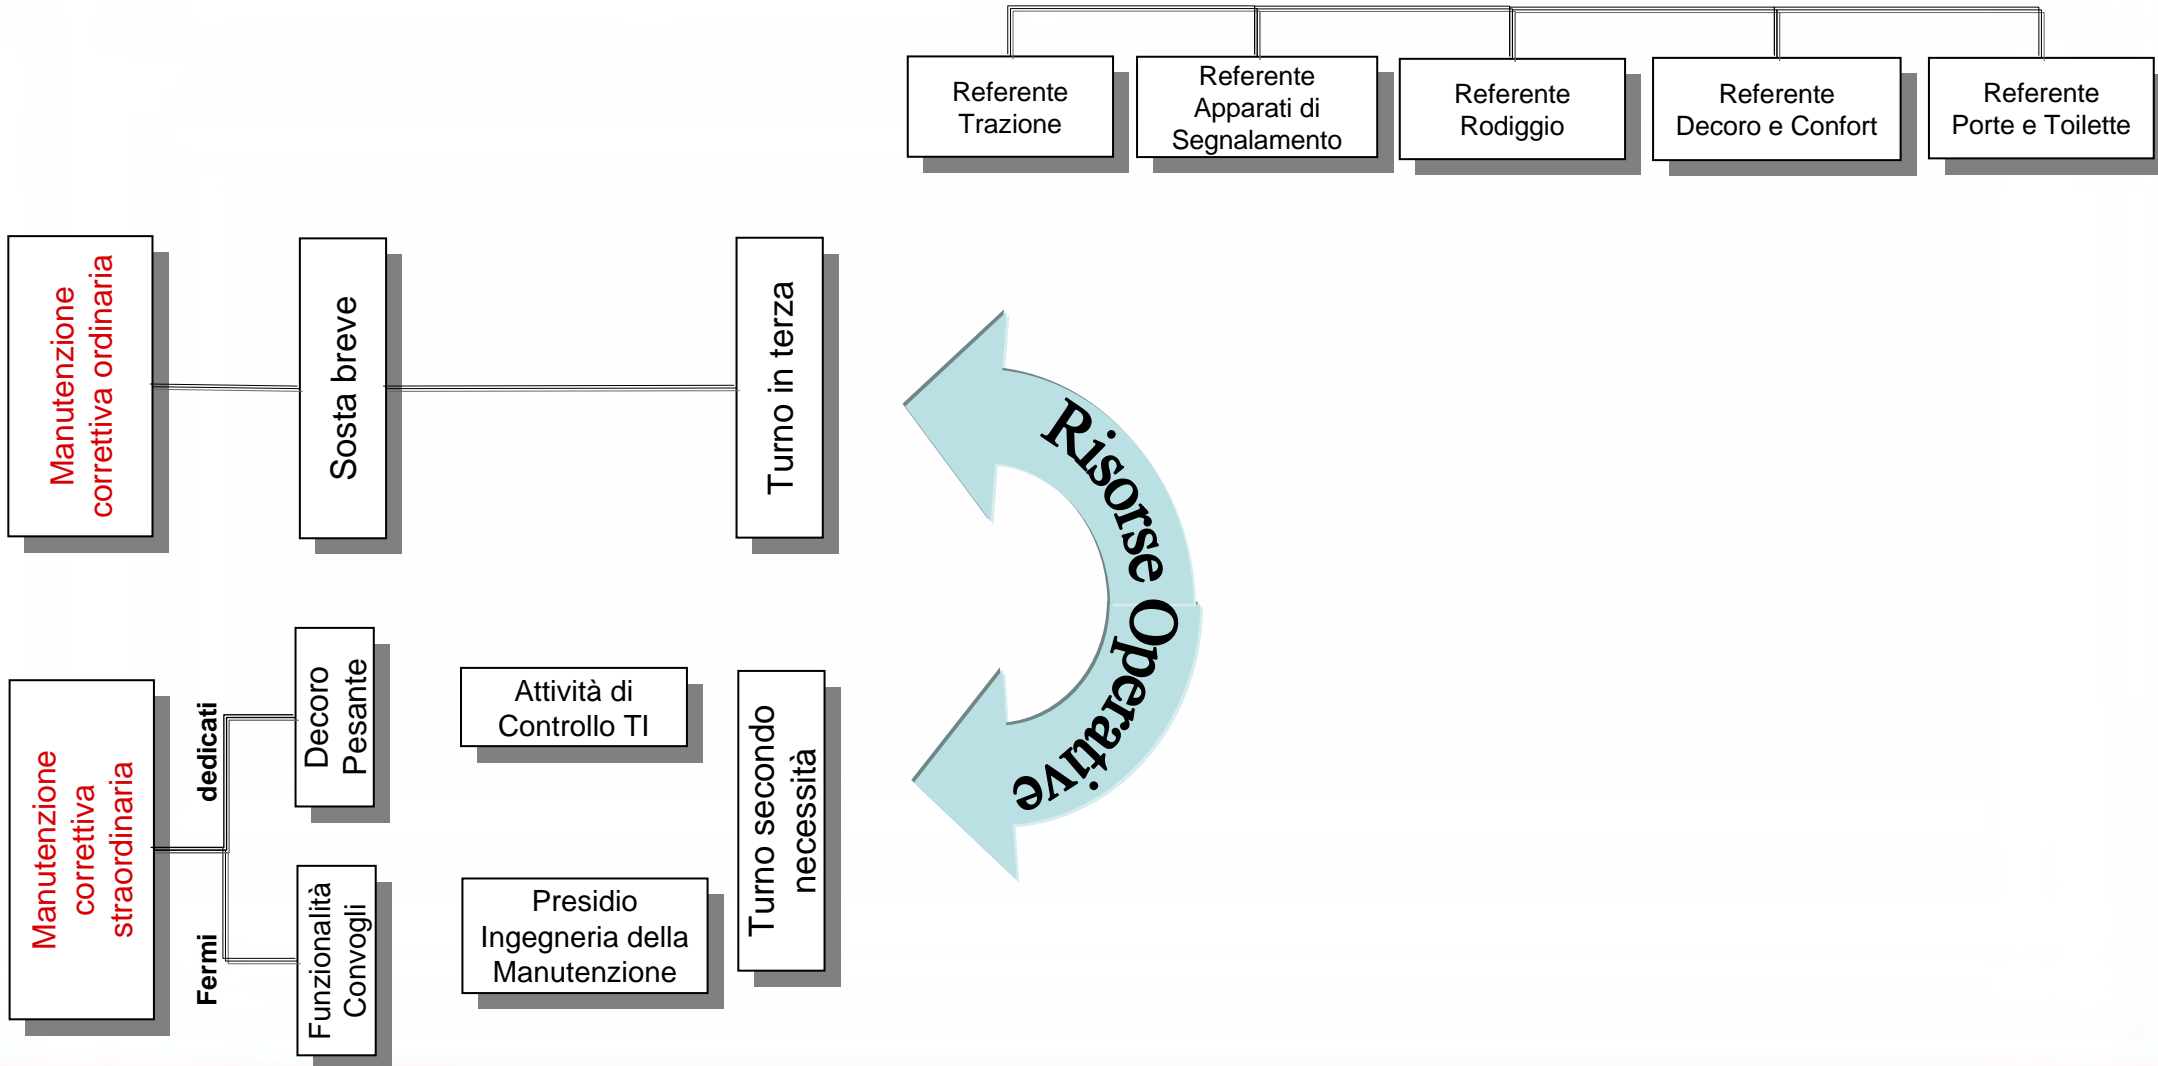 Referente
Trazione
Referente
Apparati di
Segnalamento
Referente
Rodiggio
Referente
Decoro e Confort
Referente
Porte e Toilette
Manutenzione
correttiva ordinaria
Sosta breve
Turno in terza
Risorse Operative
Manutenzione
correttiva
straordinaria
dedicati
Fermi
Decoro
Pesante
Funzionalità
Convogli
Attività di
Controllo TI
Presidio
Ingegneria della
Manutenzione
Turno secondo
necessità